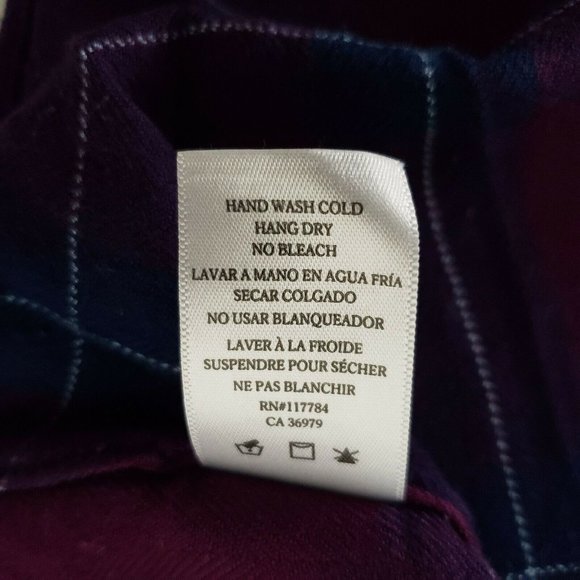 HAND WASH COLD
HANG DRY
NO BLEACH
LAVAR A MANO EN AGUA FRÍA
SECAR COLGADO
NO USAR BLANQUEADOR
LAVER À LA FROIDE
SUSPENDRE POUR SÉCHER
NE PAS BLANCHIR
RN#117784
CA 36979